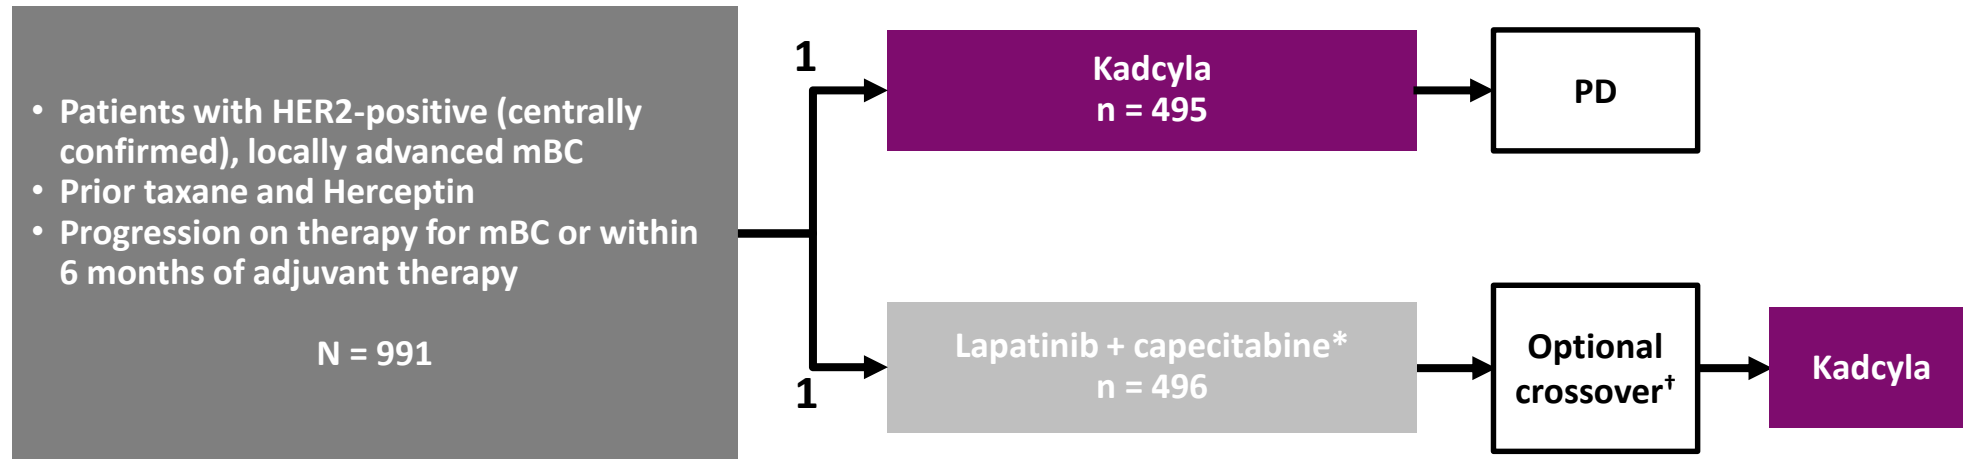 • Patients with HER2-positive (centrally
confirmed), locally advanced mBC
• Prior taxane and Herceptin
• Progression on therapy for mBC or within
6 months of adjuvant therapy
N = 991
1
Kadcyla
n = 495
PD
1
Lapatinib + capecitabine*
n = 496
Optional
crossover†
Kadcyla